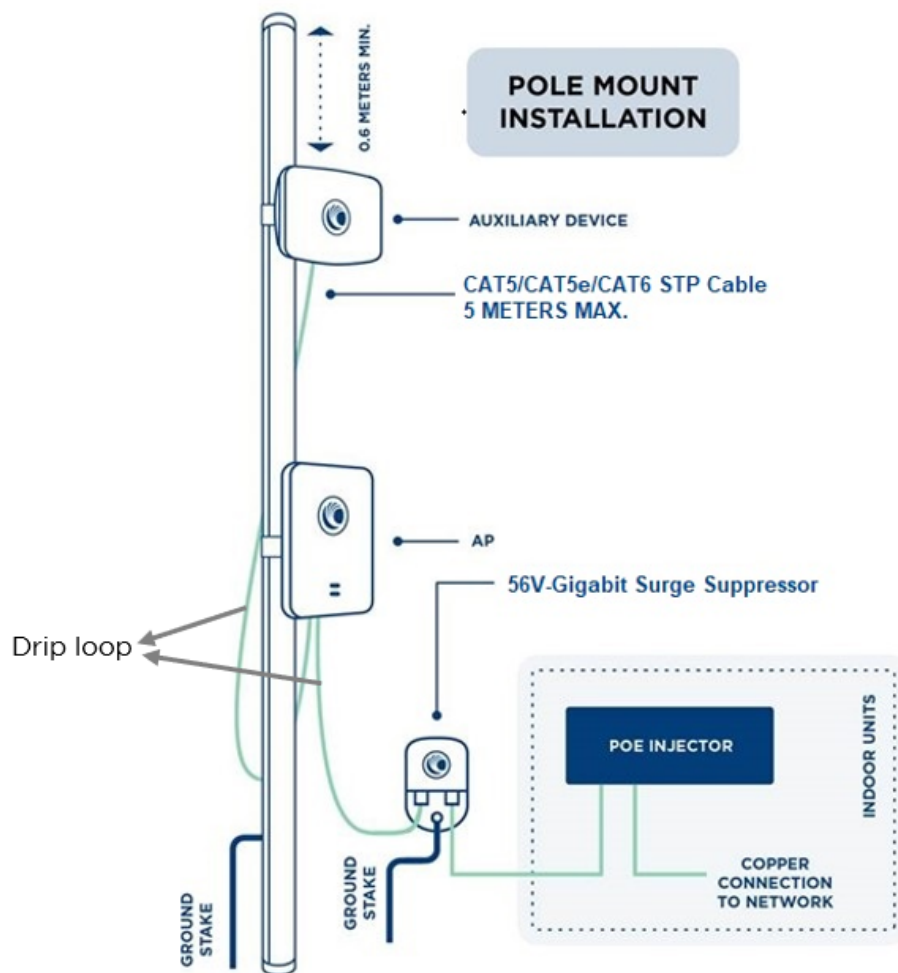 0.6 METERS MIN.
POLE MOUNT
INSTALLATION
AUXILIARY DEVICE
CAT5/CAT5e/CAT6 STP Cable
5 METERS MAX.
AP
56V-Gigabit Surge Suppressor
Drip loop
POE INJECTOR
INDOOR UNITS
COPPER
CONNECTION
TO NETWORK
GROUND
STAKE
GROUND
STAKE